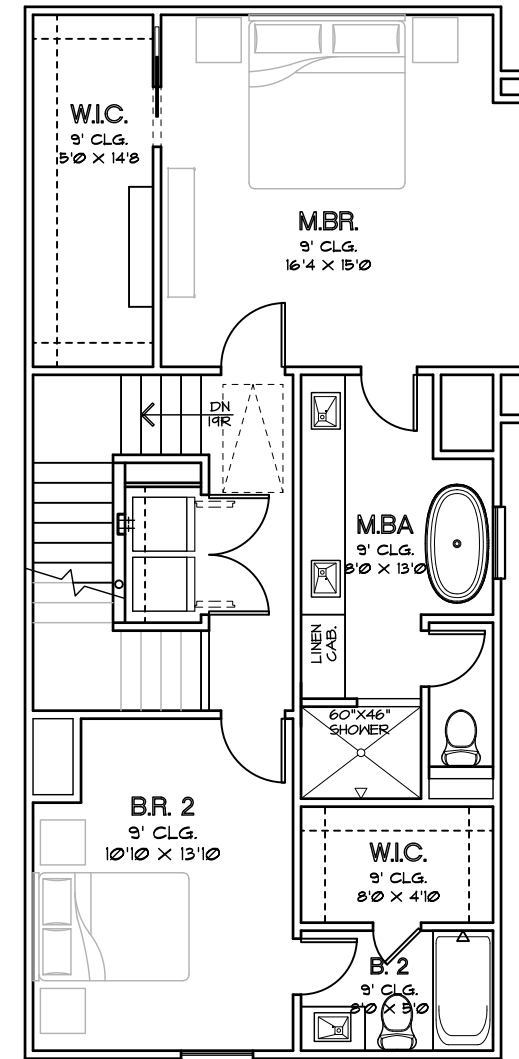 W.I.C.
9' CLG.
5'0 X 14'8
M.BR.
9' CLG.
16'4 X 15'0
DN
19R
M.BA
9' CLG.
8'0 X 13'0
LINEN
CAB.
60"X46"
SHOWER
B.R. 2
9' CLG.
10'10 X 13'10
W.I.C.
9' CLG.
8'0 X 4'10
B. 2
9' CLG.
8'0 X 5'0